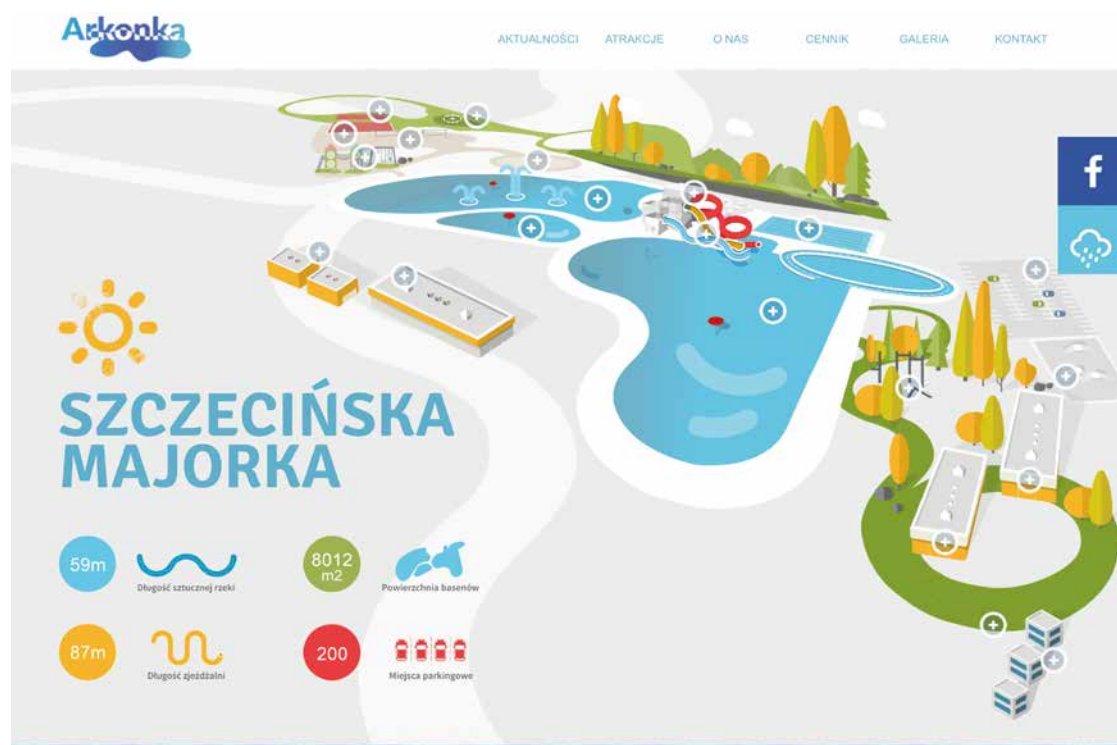 Arkonka
AKTUALNOŚCI ATRAKCJE O NAS CENNIK GALERIA KONTAKT
f
SZCZECIŃSKA
MAJORKA
59m
Długość sztucznej rzeki
8012
m2
Powierzchnia basenów
87m
Długość zjeżdżalni
200
Miejsca parkingowe